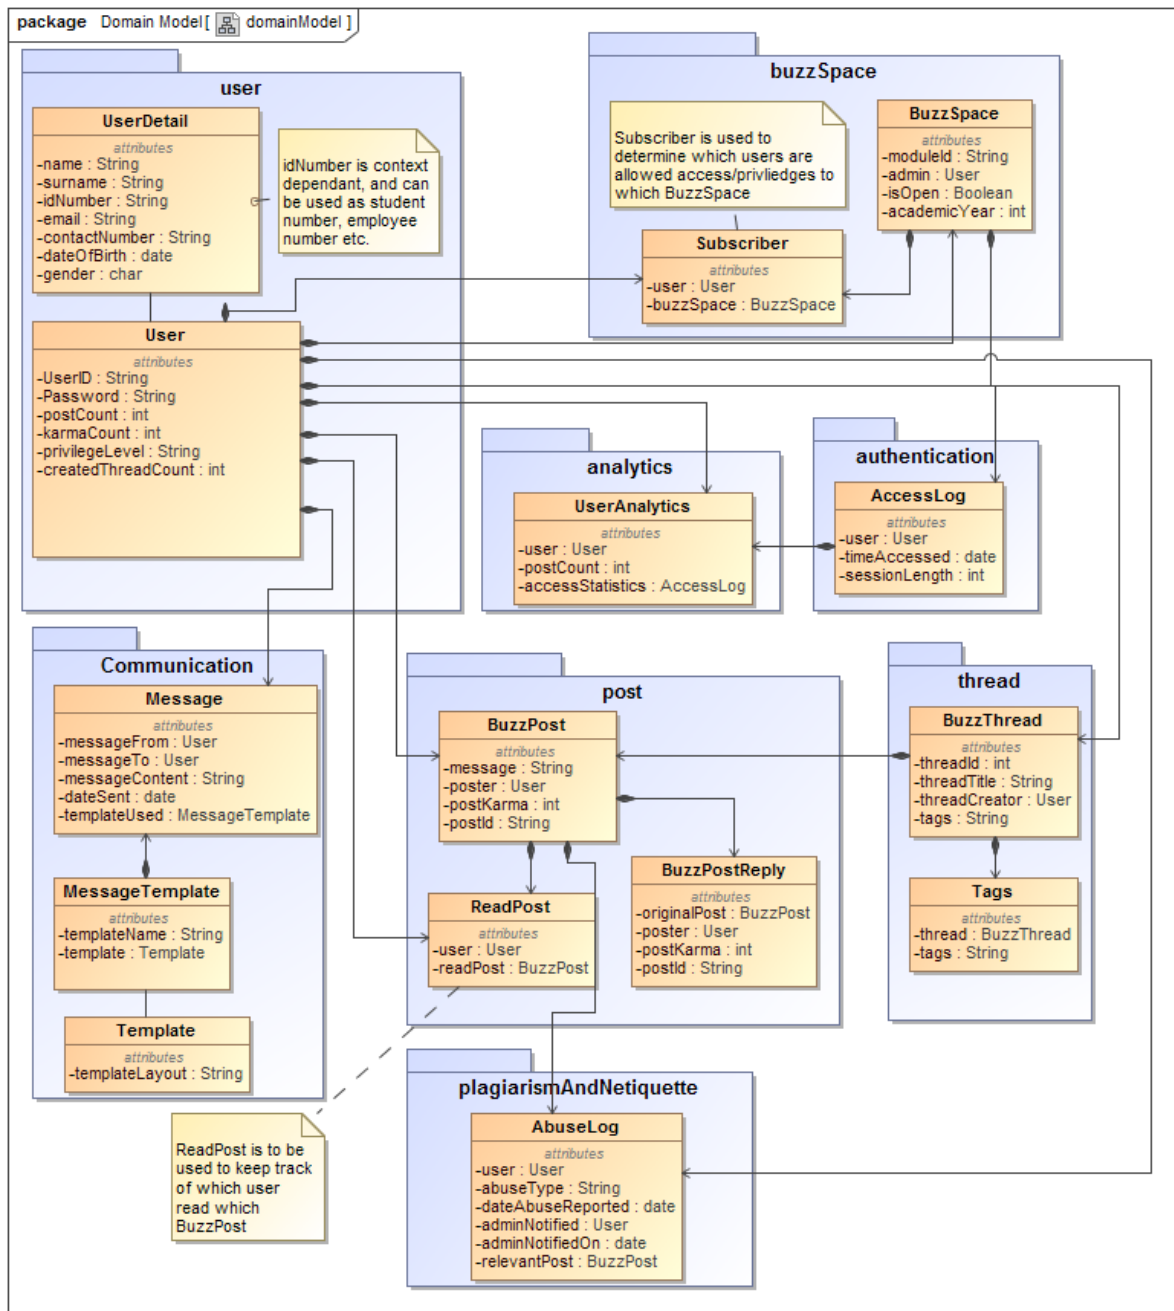 package Domain Model[ domainModel ]
user
UserDetail
attributes
-name : String
-surname : String
-idNumber : String
-email : String
-contactNumber : String
-dateOfBirth : date
-gender : char
idNumber is context
dependant, and can
be used as student
number, employee
number etc.
User
attributes
-UserID : String
-Password : String
-postCount : int
-karmaCount : int
-privilegeLevel : String
-createdThreadCount : int
buzzSpace
Subscriber is used to
determine which users are
allowed access/privliedges to
which BuzzSpace
BuzzSpace
attributes
-moduleId : String
-admin : User
-isOpen : Boolean
-academicYear : int
Subscriber
attributes
-user : User
-buzzSpace : BuzzSpace
analytics
UserAnalytics
attributes
-user : User
-postCount : int
-accessStatistics : AccessLog
authentication
AccessLog
attributes
-user : User
-timeAccessed : date
-sessionLength : int
Communication
Message
attributes
-messageFrom : User
-messageTo : User
-messageContent : String
-dateSent : date
-templateUsed : MessageTemplate
MessageTemplate
attributes
-templateName : String
-template : Template
Template
attributes
-templateLayout : String
post
BuzzPost
attributes
-message : String
-poster : User
-postKarma : int
-postId : String
ReadPost
attributes
-user : User
-readPost : BuzzPost
BuzzPostReply
attributes
-originalPost : BuzzPost
-poster : User
-postKarma : int
-postId : String
thread
BuzzThread
attributes
-threadId : int
-threadTitle : String
-threadCreator : User
-tags : String
Tags
attributes
-thread : BuzzThread
-tags : String
ReadPost is to be
used to keep track
of which user
read which
BuzzPost
plagiarismAndNetiquette
AbuseLog
attributes
-user : User
-abuseType : String
-dateAbuseReported : date
-adminNotified : User
-adminNotifiedOn : date
-relevantPost : BuzzPost